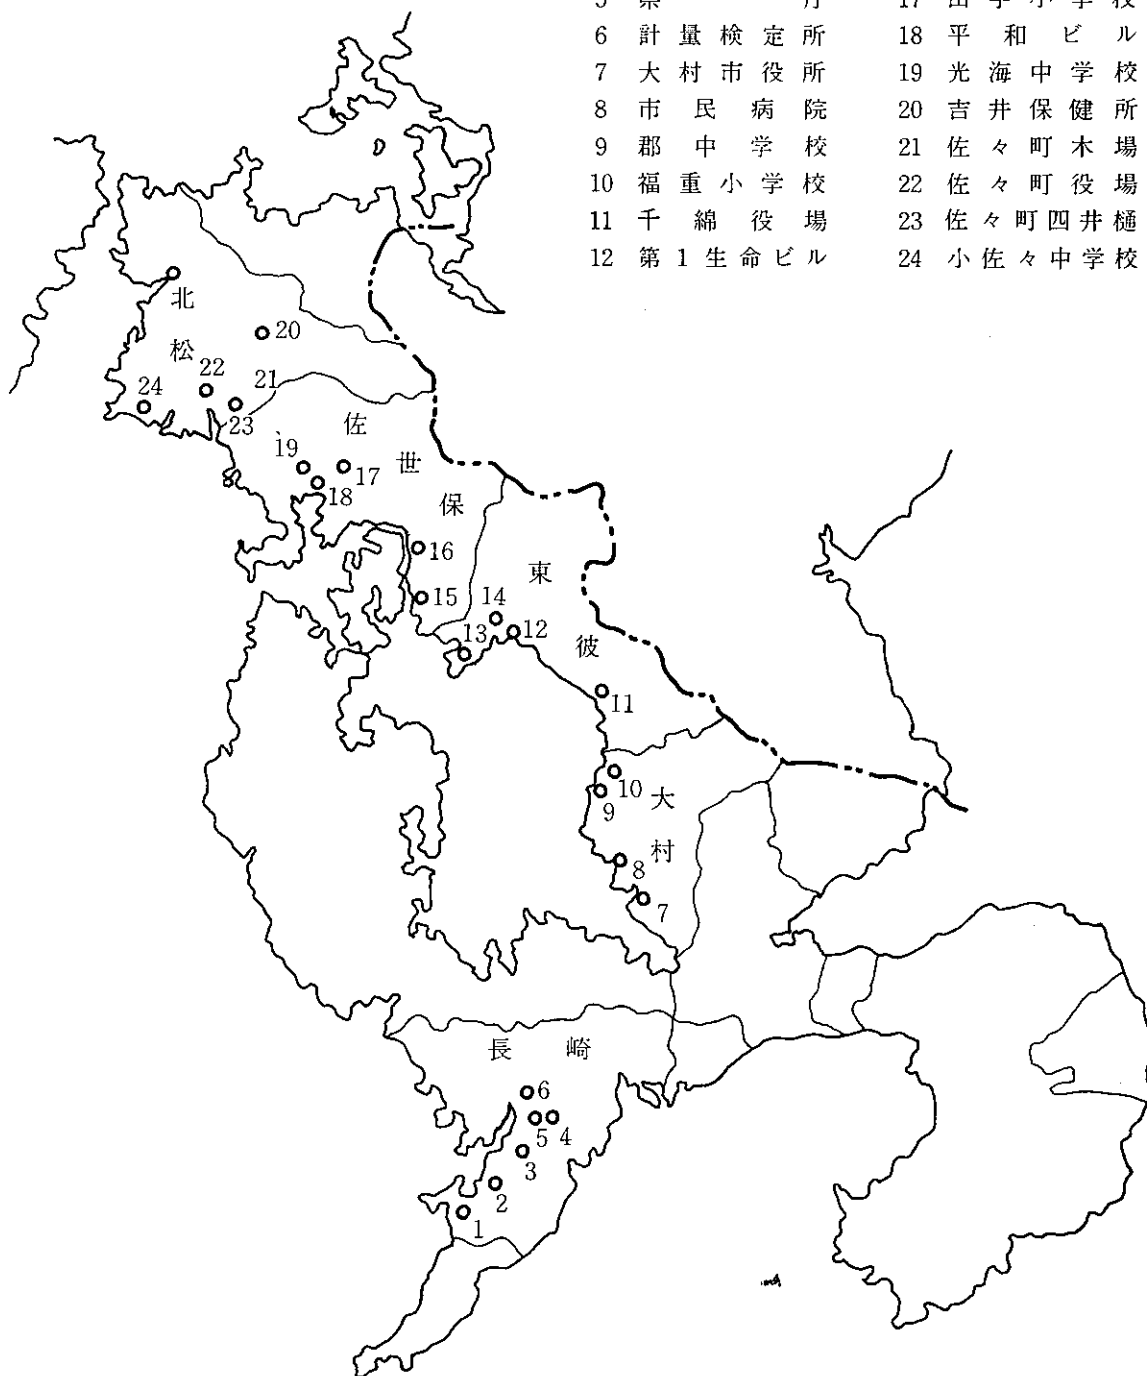 6 計量検定所 18 平和ビル
7 大村市役所 19 光海中学校
8 市民病院 20 吉井保健所
9 郡中学校 21 佐々町木場
10 福重小学校 22 佐々町役場
11 千綿役場 23 佐々町四井樋
12 第1生命ビル 24 小佐々中学校
北
20
松
22
24
21
23
佐
19
世
17
18
保
16
東
15
14
12
13
彼
11
10
大
9
村
8
7
長崎
6
5
4
3
2
1